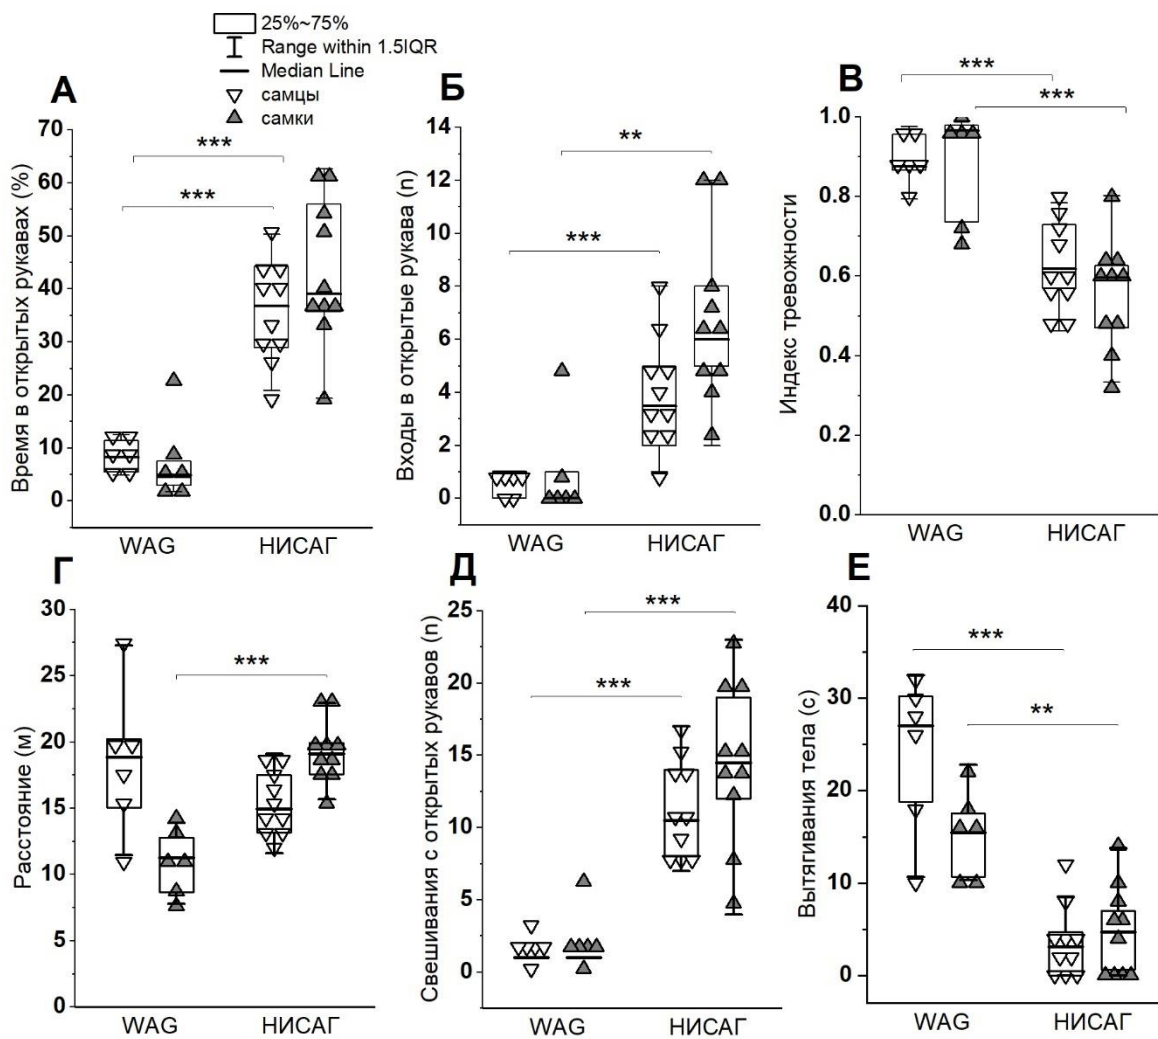 25%~75%
Range within 1.5IQR
Median Line
самцы
самки
А
Время в открытых рукавах (%)
70
60
50
40
30
20
10
0
***
***
WAG
НИСАГ
Б
Входы в открытые рукава (n)
14
12
10
8
6
4
2
0
**
***
WAG
НИСАГ
В
Индекс тревожности
1.0
0.8
0.6
0.4
0.2
0.0
***
***
WAG
НИСАГ
Г
Расстояние (м)
30
25
20
15
10
5
0
***
WAG
НИСАГ
Д
Свешивания с открытых рукавов (n)
25
20
15
10
5
0
***
***
WAG
НИСАГ
Е
Вытягивания тела (с)
40
30
20
10
0
***
**
WAG
НИСАГ